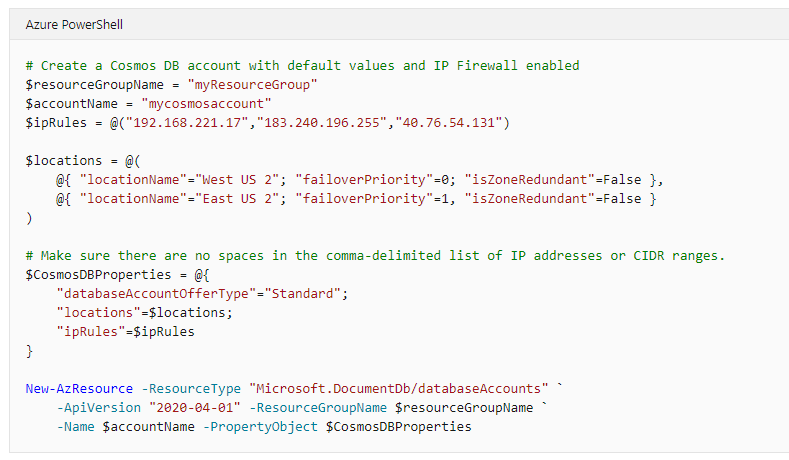 Azure PowerShell
# Create a Cosmos DB account with default values and IP Firewall enabled
$resourceGroupName = "myResourceGroup"
$accountName = "mycosmosaccount"
$ipRules = @("192.168.221.17","183.240.196.255","40.76.54.131")
$locations = @(
    @{ "locationName"="West US 2"; "failoverPriority"=0; "isZoneRedundant"=False },
    @{ "locationName"="East US 2"; "failoverPriority"=1, "isZoneRedundant"=False }
)
# Make sure there are no spaces in the comma-delimited list of IP addresses or CIDR ranges.
$CosmosDBProperties = @{
    "databaseAccountOfferType"="Standard";
    "locations"=$locations;
    "ipRules"=$ipRules
}
New-AzResource -ResourceType "Microsoft.DocumentDb/databaseAccounts" `
    -ApiVersion "2020-04-01" -ResourceGroupName $resourceGroupName `
    -Name $accountName -PropertyObject $CosmosDBProperties